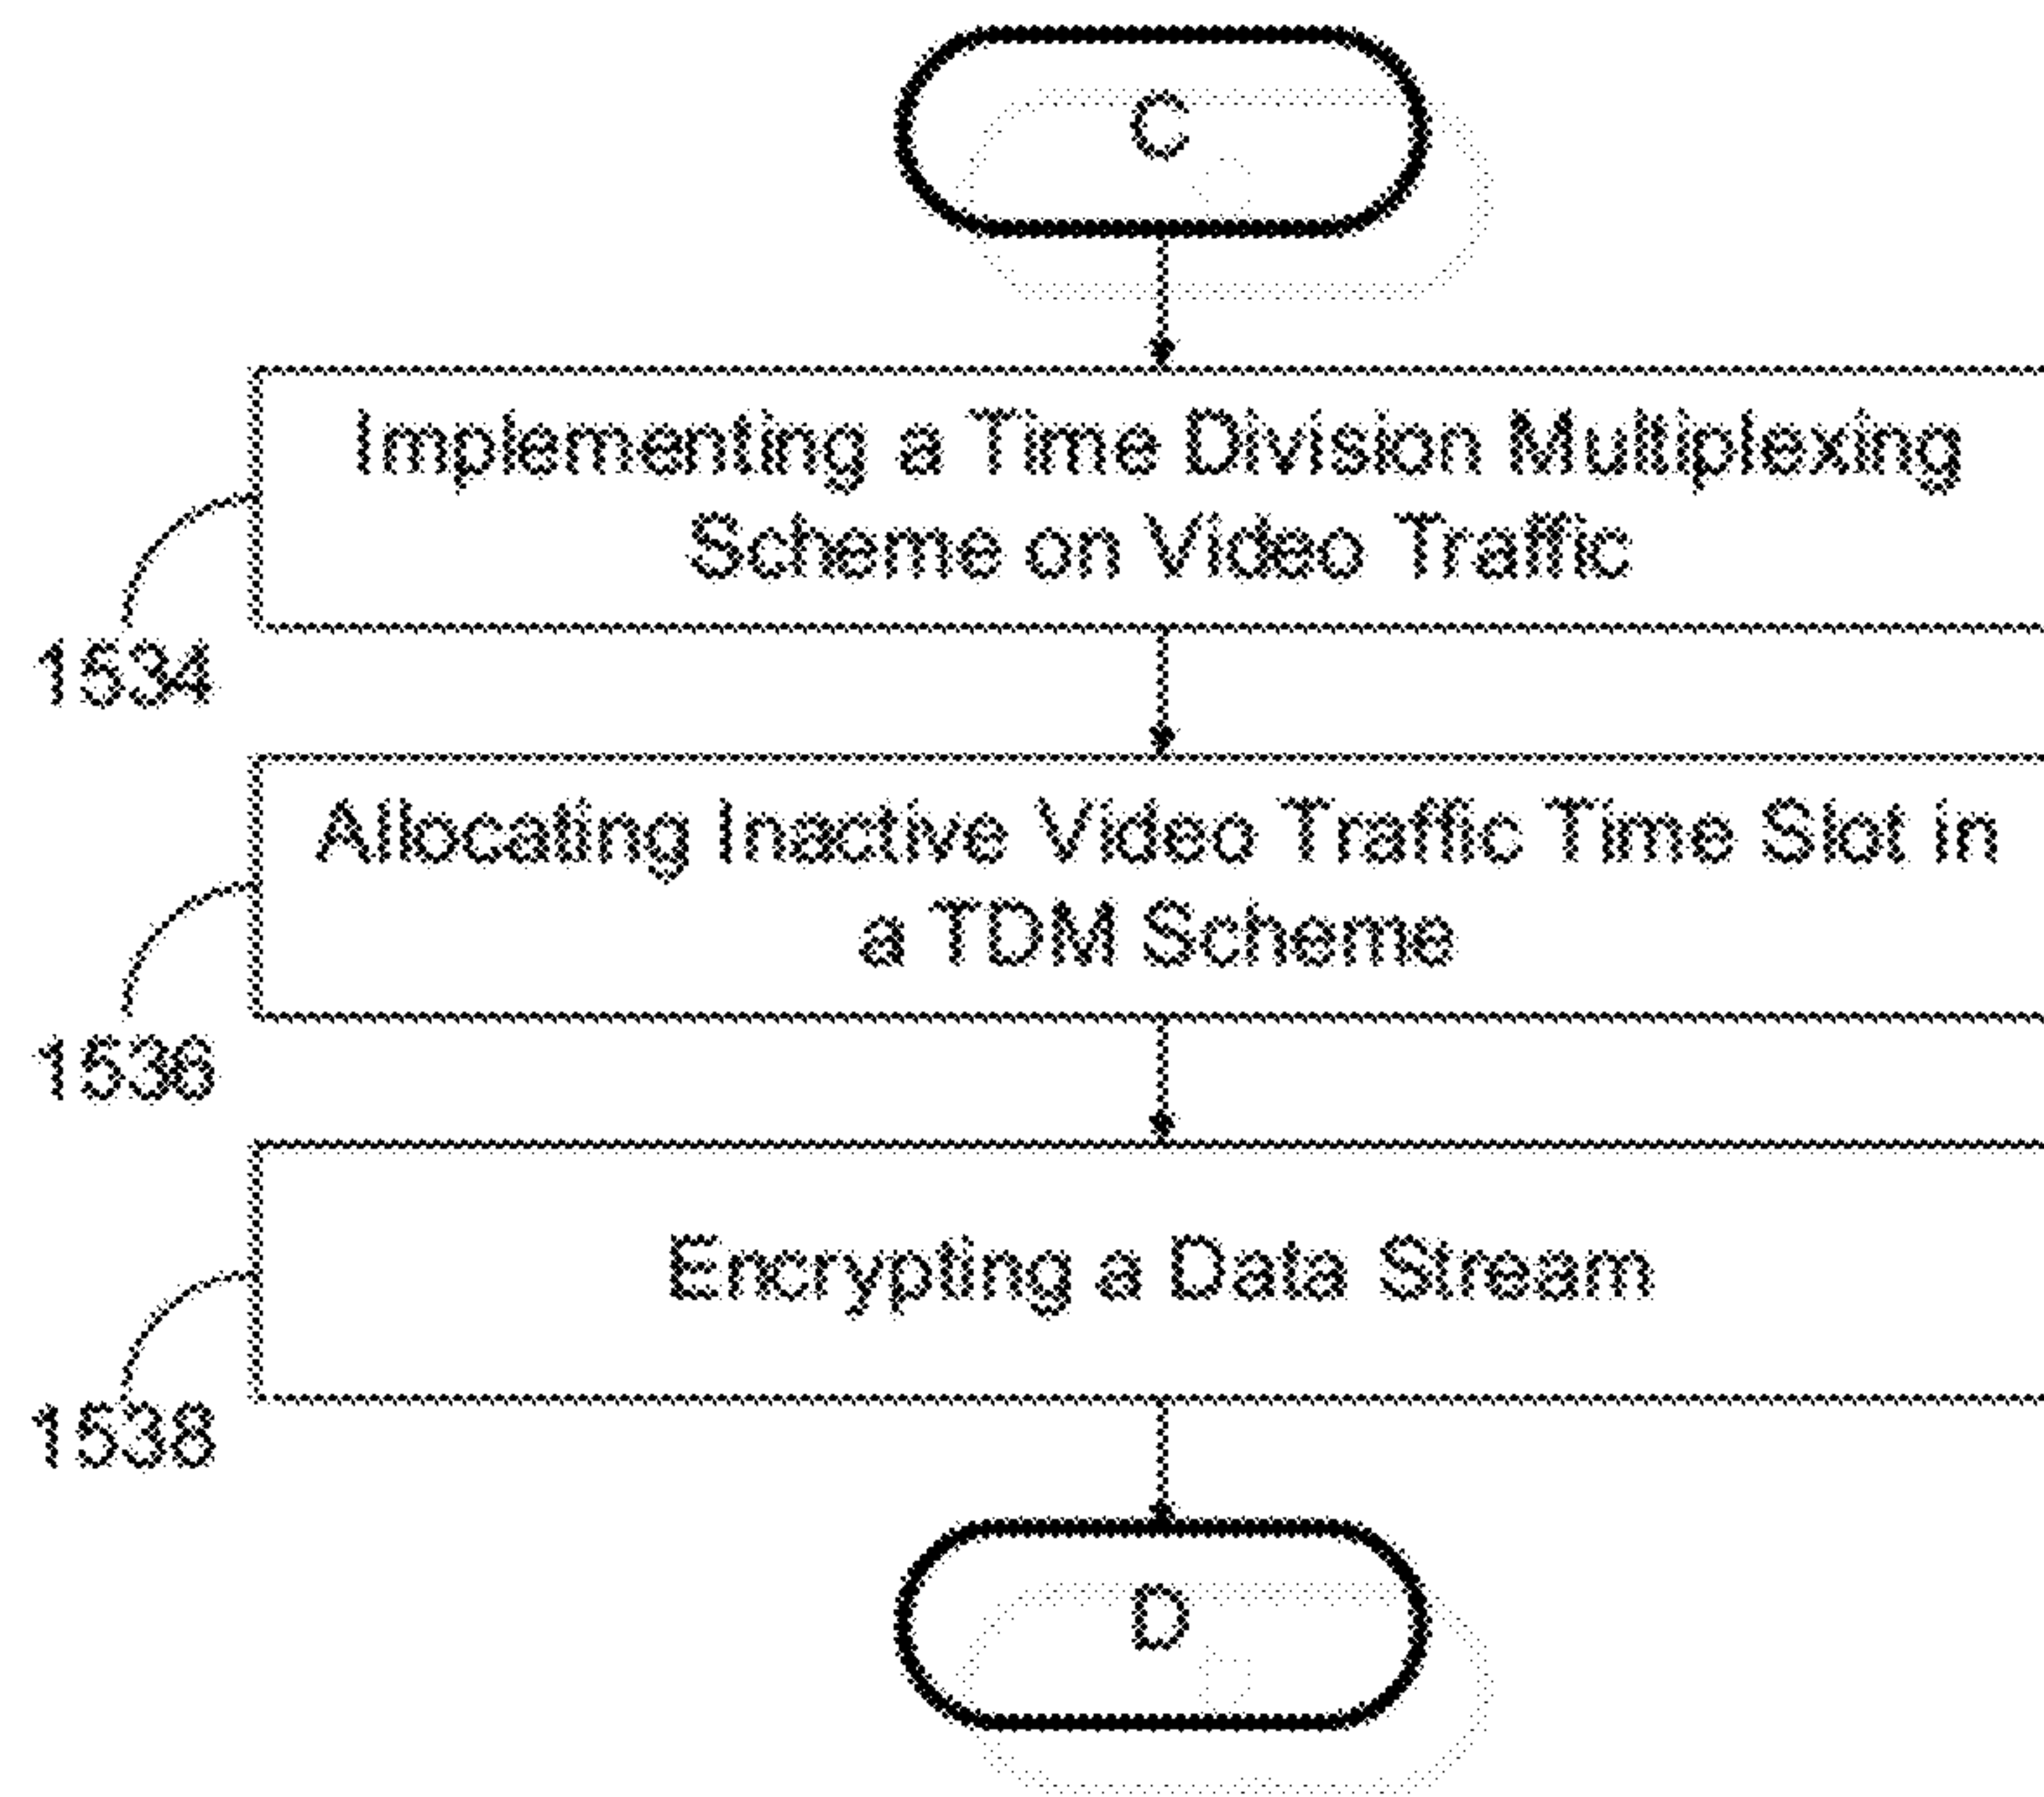 C
Implementing a Time Division Multiplexing
Scheme on Video Traffic
1534
Allocating Inactive Video Traffic Time Slot in
a TDM Scheme
1536
Encrypting a Data Stream
1538
D